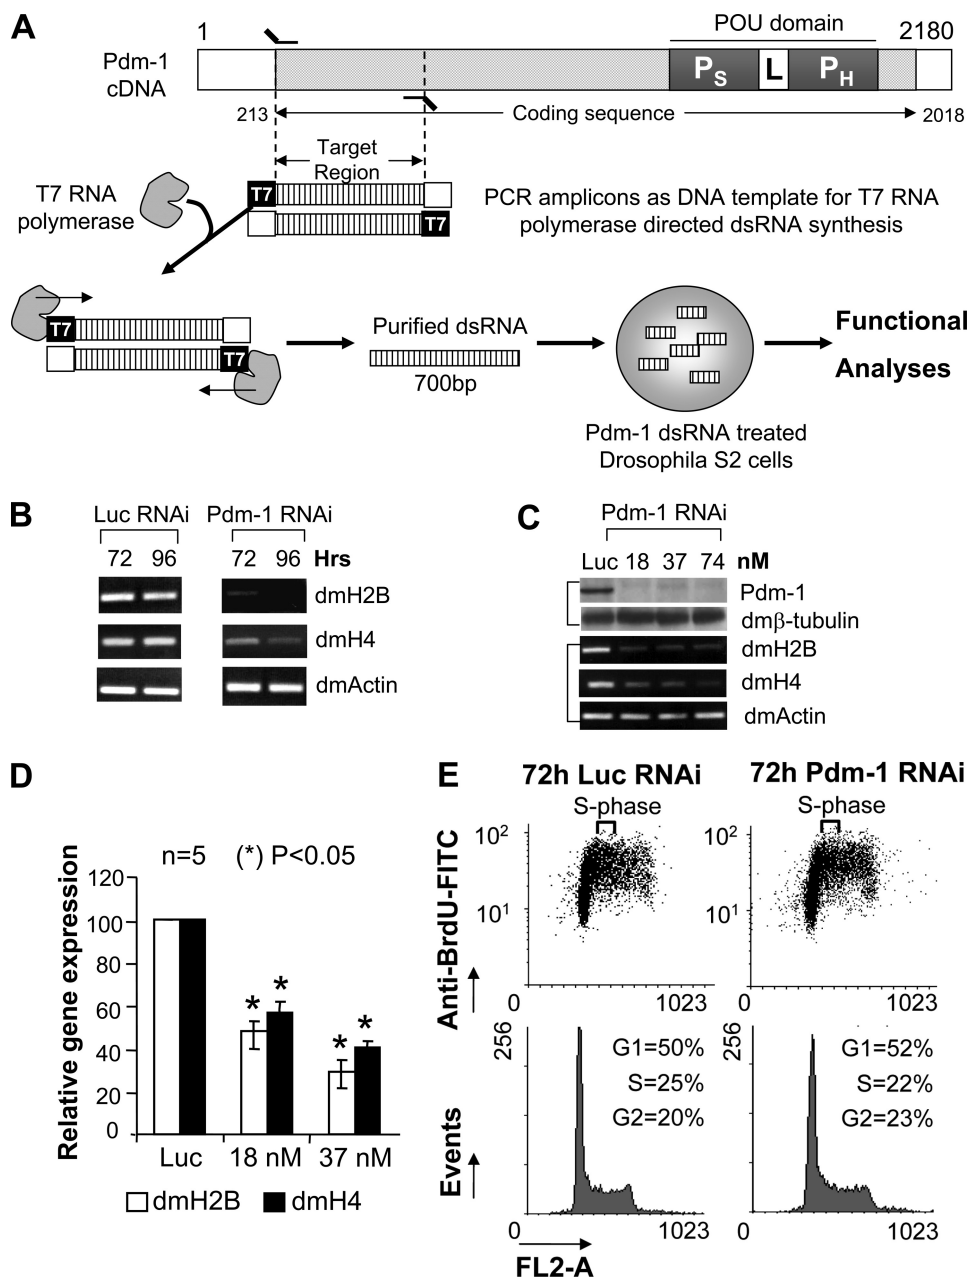 A
1
POU domain
2180
Pdm-1
cDNA
PS
L
PH
213
Coding sequence
2018
Target
Region
T7 RNA
polymerase
T7
T7
PCR amplicons as DNA template for T7 RNA
polymerase directed dsRNA synthesis
T7
T7
Purified dsRNA
700bp
Functional
Analyses
Pdm-1 dsRNA treated
Drosophila S2 cells
B
Luc RNAi Pdm-1 RNAi
72 96 72 96 Hrs
dmH2B
dmH4
dmActin
C
Pdm-1 RNAi
Luc 18 37 74 nM
Pdm-1
dmβ-tubulin
dmH2B
dmH4
dmActin
D
n=5 (*) P<0.05
Relative gene expression
120
100
80
60
40
20
0
* *
* *
Luc 18 nM 37 nM
dmH2B dmH4
E
72h Luc RNAi 72h Pdm-1 RNAi
S-phase S-phase
Anti-BrdU-FITC
10²
10¹
0 1023
10²
10¹
0 1023
Events
256
G1=50%
S=25%
G2=20%
0 1023
256
G1=52%
S=22%
G2=23%
0 1023
FL2-A